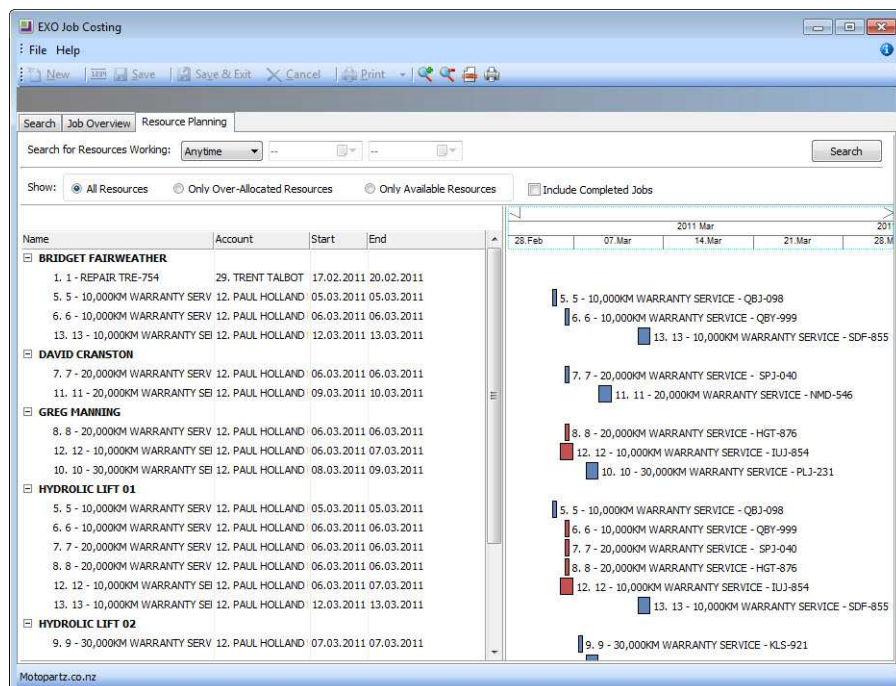 EXO Job Costing
File Help
New Save Save & Exit Cancel Print
Search Job Overview Resource Planning
Search for Resources Working: Anytime -- -- Search
Show: All Resources Only Over-Allocated Resources Only Available Resources Include Completed Jobs
2011 Mar 201
Name Account Start End 28.Feb 07.Mar 14.Mar 21.Mar 28.M
BRIDGET FAIRWEATHER
1. 1 - REPAIR TRE-754 29. TRENT TALBOT 17.02.2011 20.02.2011
5. 5 - 10,000KM WARRANTY SERV 12. PAUL HOLLAND 05.03.2011 05.03.2011 5. 5 - 10,000KM WARRANTY SERVICE - QBJ-098
6. 6 - 10,000KM WARRANTY SERV 12. PAUL HOLLAND 06.03.2011 06.03.2011 6. 6 - 10,000KM WARRANTY SERVICE - QBY-999
13. 13 - 10,000KM WARRANTY SEI 12. PAUL HOLLAND 12.03.2011 13.03.2011 13. 13 - 10,000KM WARRANTY SERVICE - SDF-855
DAVID CRANSTON
7. 7 - 20,000KM WARRANTY SERV 12. PAUL HOLLAND 06.03.2011 06.03.2011 7. 7 - 20,000KM WARRANTY SERVICE - SPJ-040
11. 11 - 20,000KM WARRANTY SEI 12. PAUL HOLLAND 09.03.2011 10.03.2011 11. 11 - 20,000KM WARRANTY SERVICE - NMD-546
GREG MANNING
8. 8 - 20,000KM WARRANTY SERV 12. PAUL HOLLAND 06.03.2011 06.03.2011 8. 8 - 20,000KM WARRANTY SERVICE - HGT-876
12. 12 - 10,000KM WARRANTY SEI 12. PAUL HOLLAND 06.03.2011 07.03.2011 12. 12 - 10,000KM WARRANTY SERVICE - IUJ-854
10. 10 - 30,000KM WARRANTY SEI 12. PAUL HOLLAND 08.03.2011 09.03.2011 10. 10 - 30,000KM WARRANTY SERVICE - PLJ-231
HYDROLIC LIFT 01
5. 5 - 10,000KM WARRANTY SERV 12. PAUL HOLLAND 05.03.2011 05.03.2011 5. 5 - 10,000KM WARRANTY SERVICE - QBJ-098
6. 6 - 10,000KM WARRANTY SERV 12. PAUL HOLLAND 06.03.2011 06.03.2011 6. 6 - 10,000KM WARRANTY SERVICE - QBY-999
7. 7 - 20,000KM WARRANTY SERV 12. PAUL HOLLAND 06.03.2011 06.03.2011 7. 7 - 20,000KM WARRANTY SERVICE - SPJ-040
8. 8 - 20,000KM WARRANTY SERV 12. PAUL HOLLAND 06.03.2011 06.03.2011 8. 8 - 20,000KM WARRANTY SERVICE - HGT-876
12. 12 - 10,000KM WARRANTY SEI 12. PAUL HOLLAND 06.03.2011 07.03.2011 12. 12 - 10,000KM WARRANTY SERVICE - IUJ-854
13. 13 - 10,000KM WARRANTY SEI 12. PAUL HOLLAND 12.03.2011 13.03.2011 13. 13 - 10,000KM WARRANTY SERVICE - SDF-855
HYDROLIC LIFT 02
9. 9 - 30,000KM WARRANTY SERV 12. PAUL HOLLAND 07.03.2011 07.03.2011 9. 9 - 30,000KM WARRANTY SERVICE - KLS-921
Motopartz.co.nz